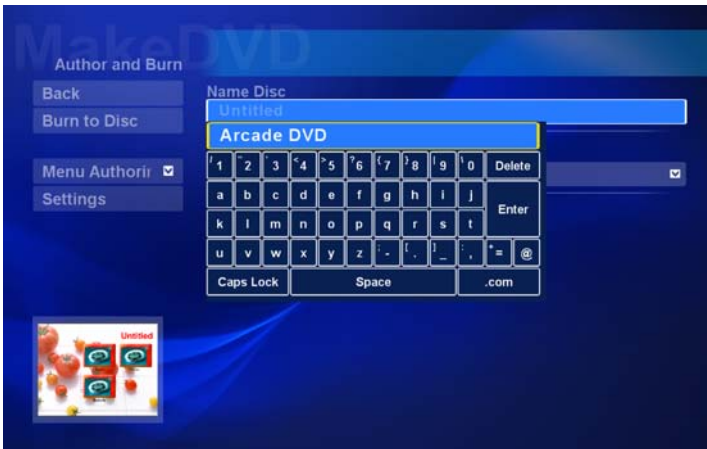 MakeDVD
Author and Burn
Back
Burn to Disc
Menu Authorin
Settings
Name Disc
Untitled
Arcade DVD
1 2 3 <4 >5 ?6 {7 }8 |9 \0 Delete
a b c d e f g h i j
Enter
k l m n o p q r s t
u v w x y z - [ . ] _ , = @
Caps Lock Space .com
Untitled